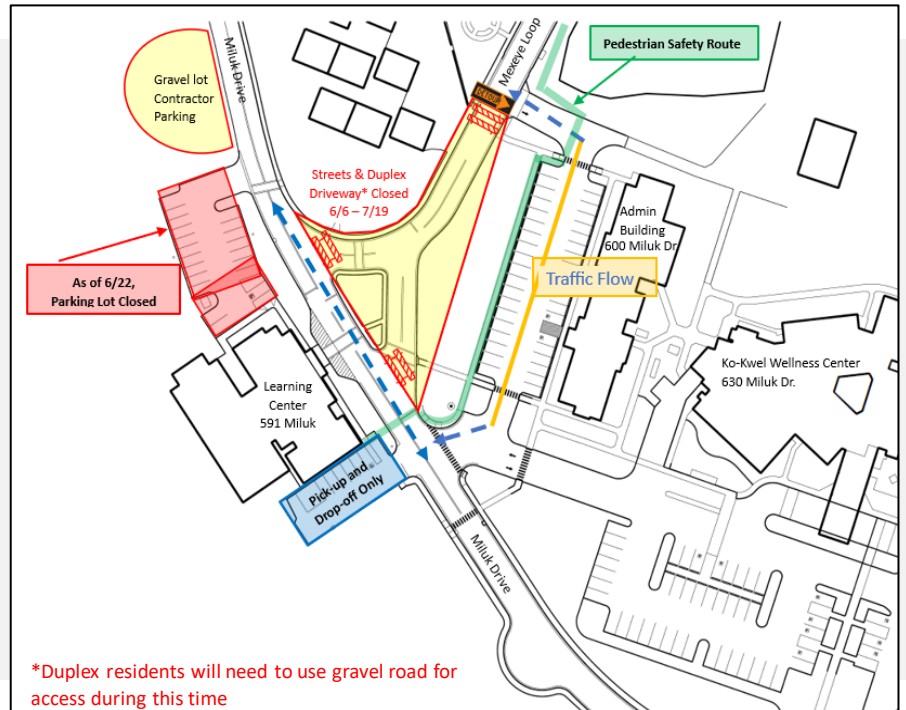 Miluk Drive
Mexeye Loop
Pedestrian Safety Route
Gravel lot
Contractor
Parking
DETOUR
Streets & Duplex
Driveway* Closed
6/6 – 7/19
Admin
Building
600 Miluk Dr
As of 6/22,
Parking Lot Closed
Traffic Flow
Ko-Kwel Wellness Center
630 Miluk Dr.
Learning
Center
591 Miluk
Pick-up and
Drop-off Only
Miluk Drive
*Duplex residents will need to use gravel road for
access during this time